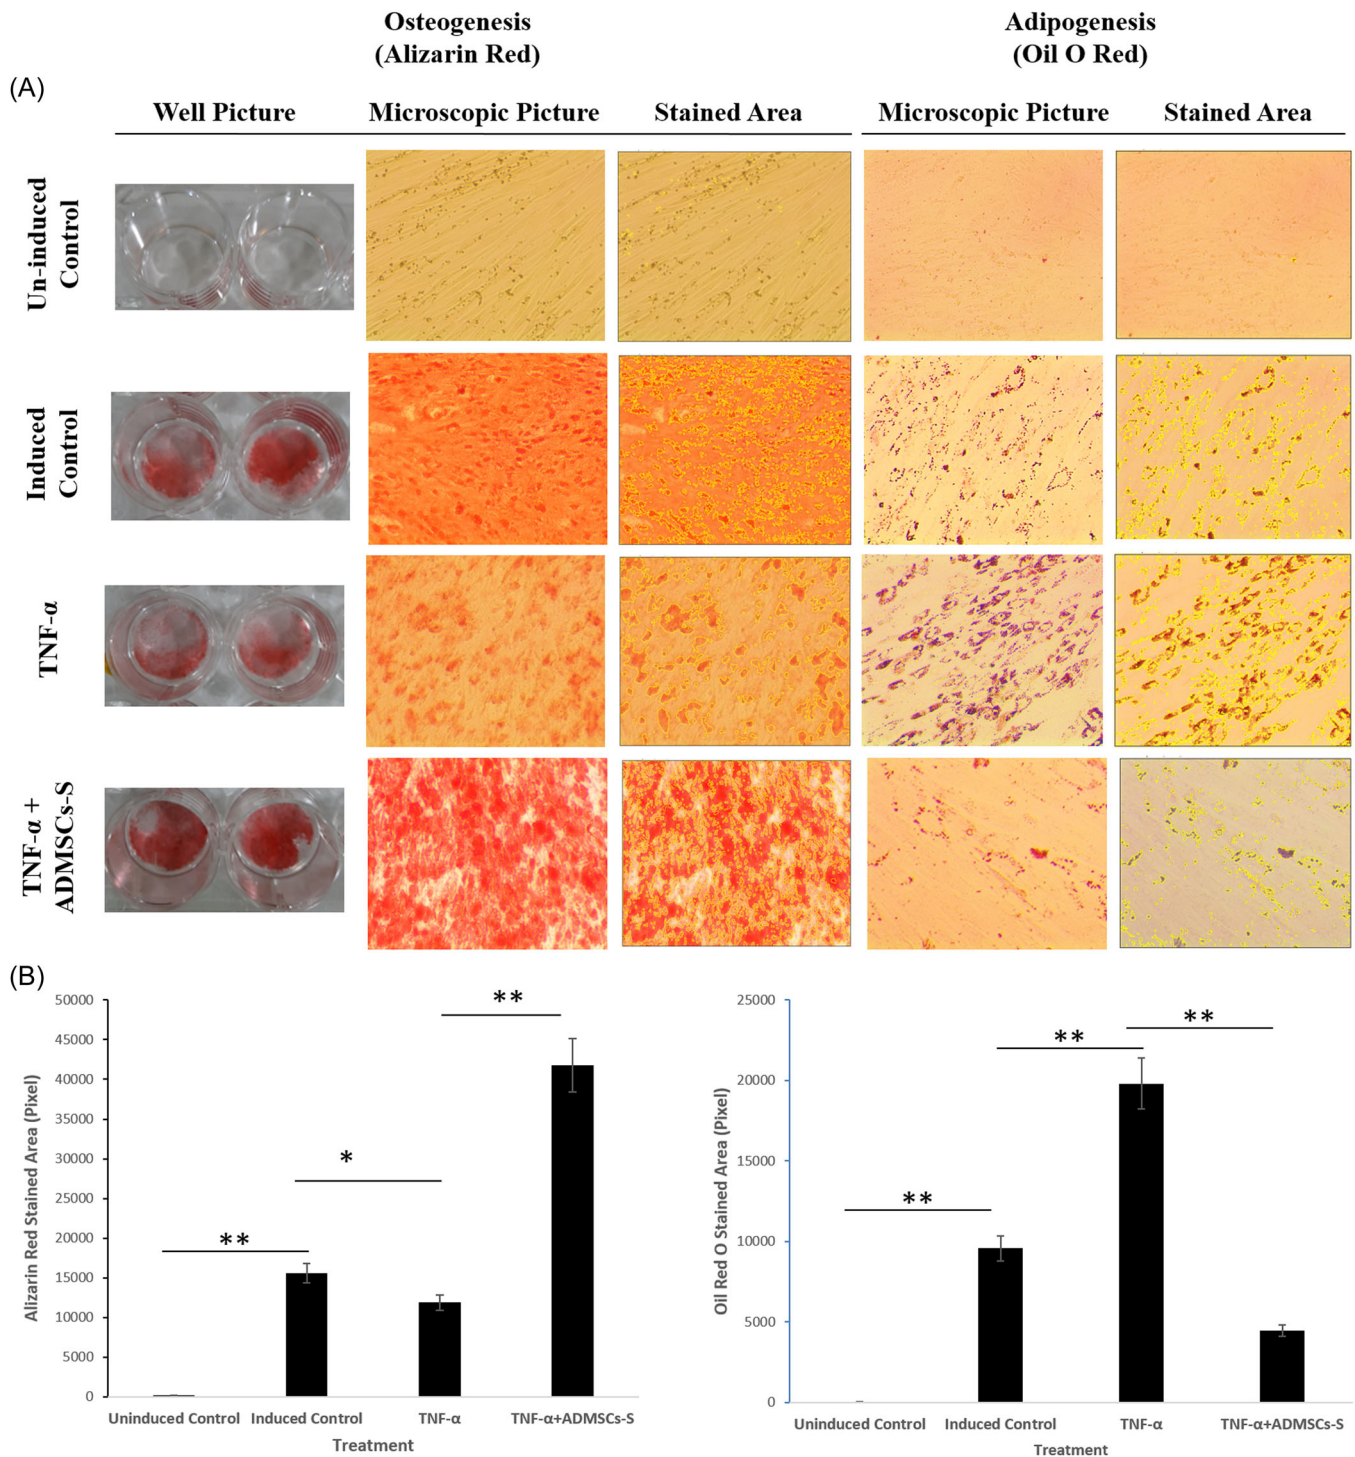 Osteogenesis
(Alizarin Red)
Adipogenesis
(Oil O Red)
(A)
Well Picture
Microscopic Picture
Stained Area
Microscopic Picture
Stained Area
Un-induced
Control
Induced
Control
TNF-α
TNF-α +
ADMSCs-S
(B)
Alizarin Red Stained Area (Pixel)
50000
45000
40000
35000
30000
25000
20000
15000
10000
5000
0
**
*
**
Uninduced Control
Induced Control
TNF-α
TNF-α+ADMSCs-S
Treatment
Oil Red O Stained Area (Pixel)
25000
20000
15000
10000
5000
0
**
**
**
Uninduced Control
Induced Control
TNF-α
TNF-α+ADMSCs-S
Treatment